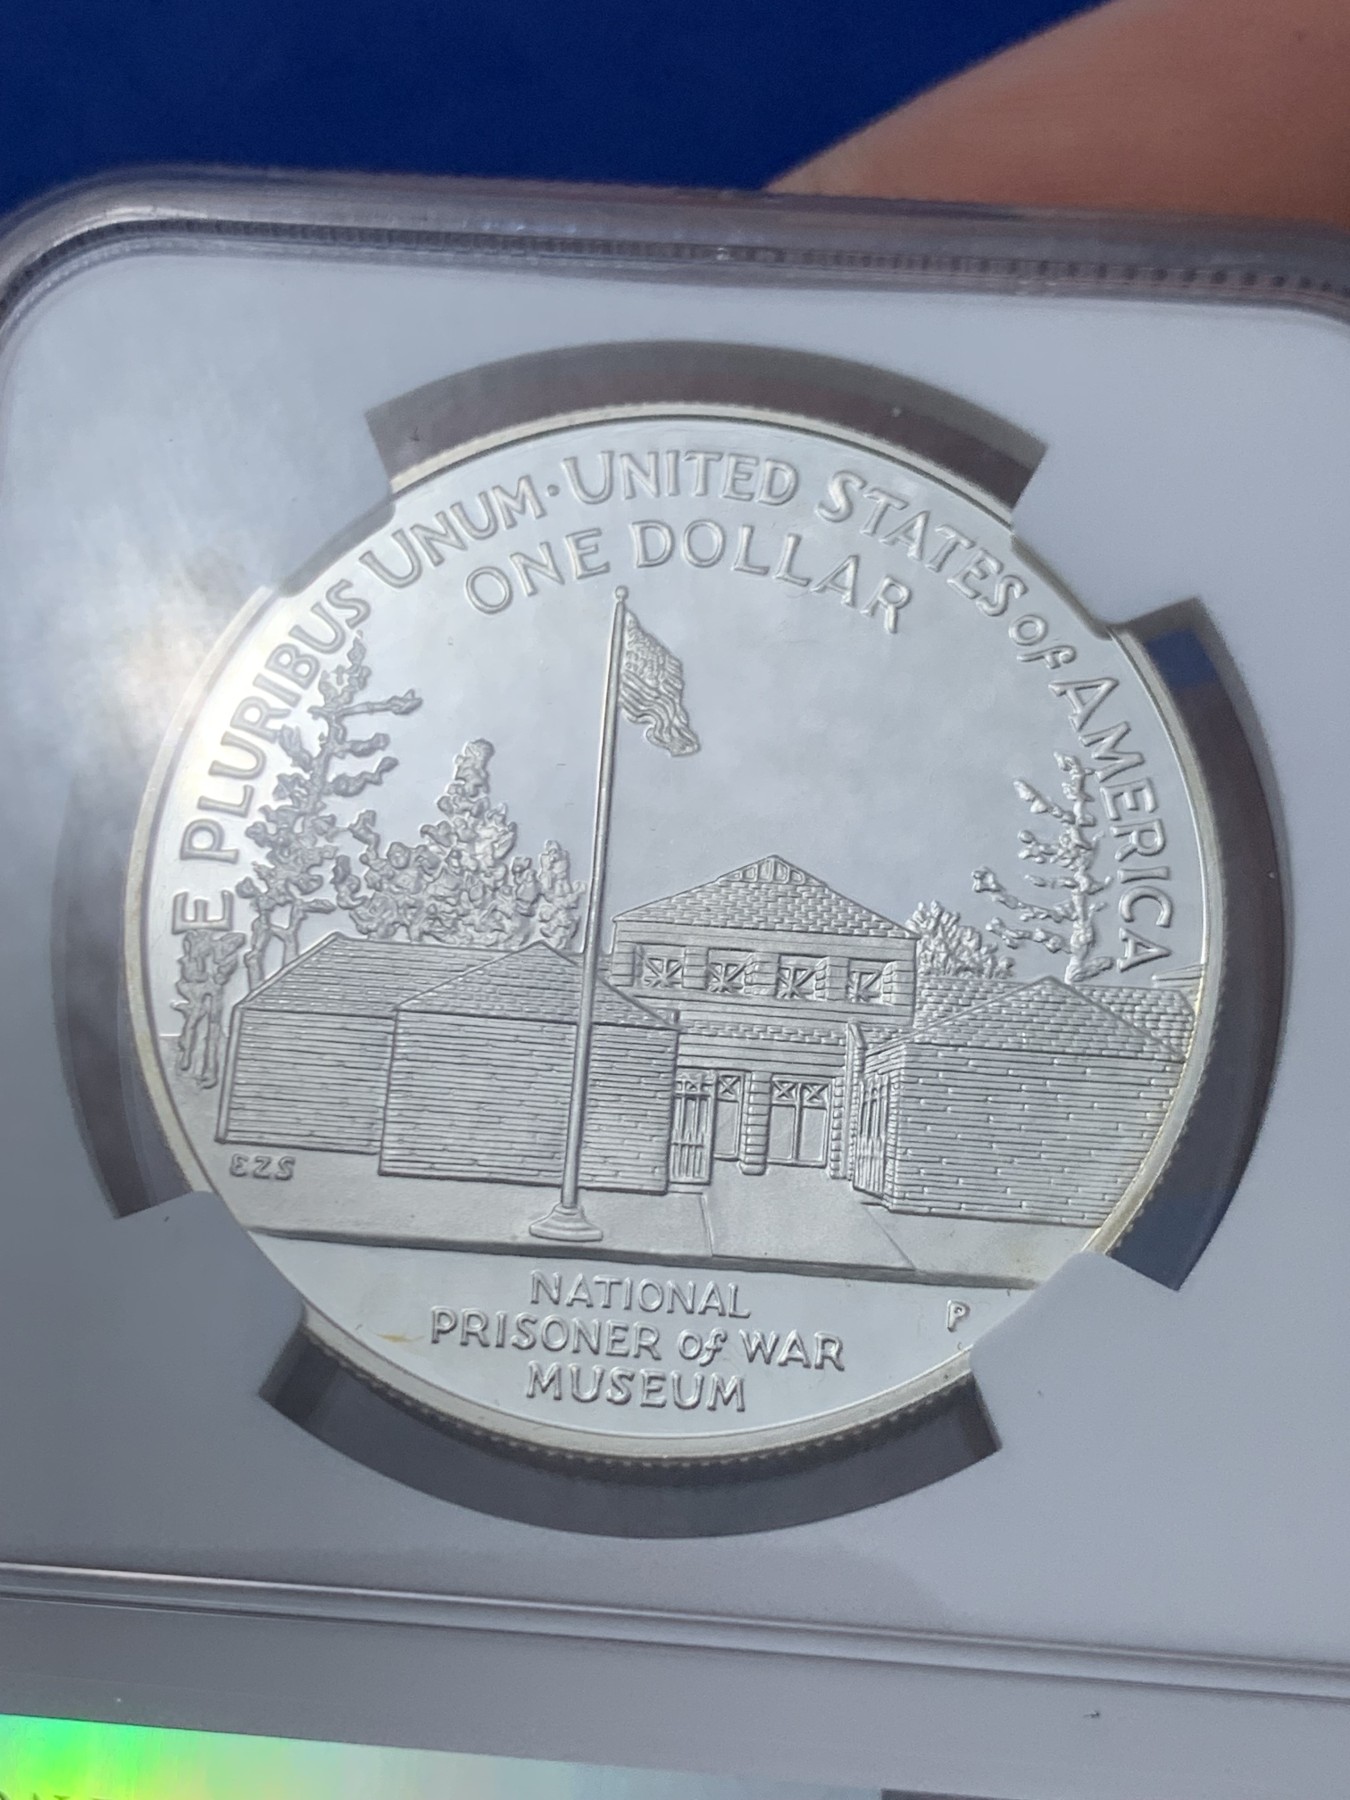 E PLURIBUS UNUM · UNITED STATES of AMERICA
ONE DOLLAR
EZS
NATIONAL
PRISONER of WAR
MUSEUM
P